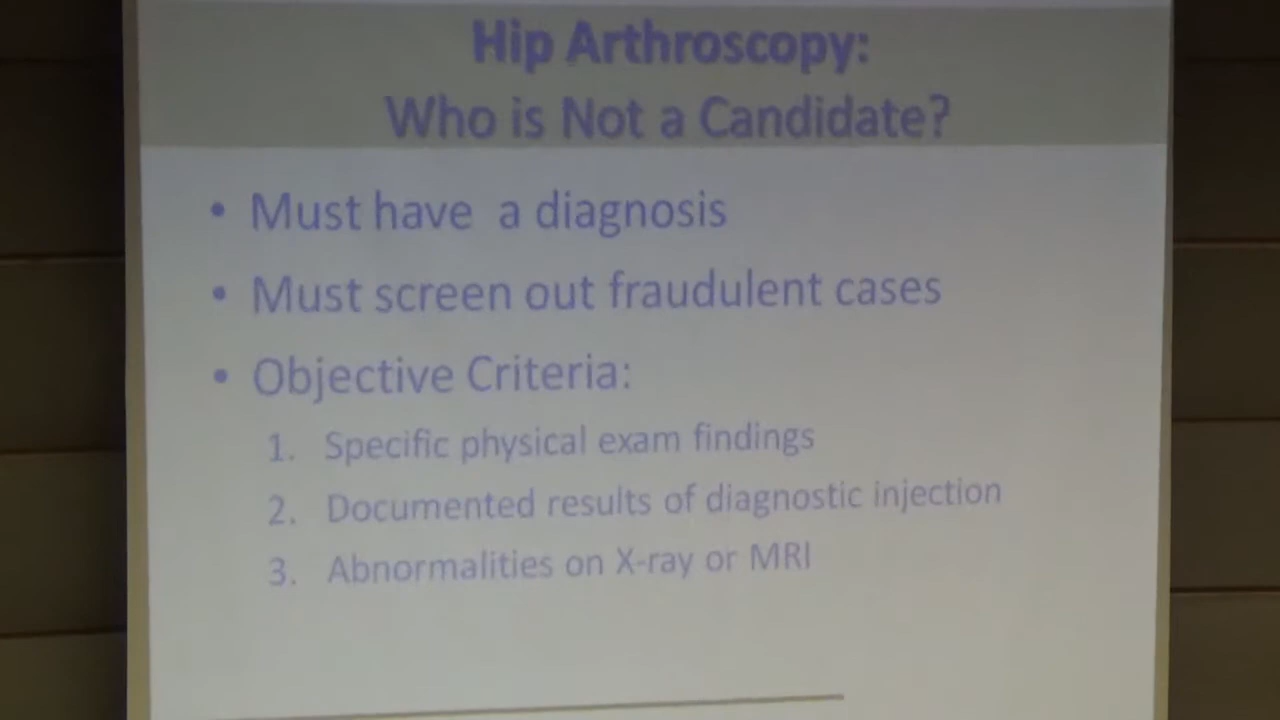 Hip Arthroscopy:
Who is Not a Candidate?
• Must have a diagnosis
• Must screen out fraudulent cases
• Objective Criteria:
1. Specific physical exam findings
2. Documented results of diagnostic injection
3. Abnormalities on X-ray or MRI